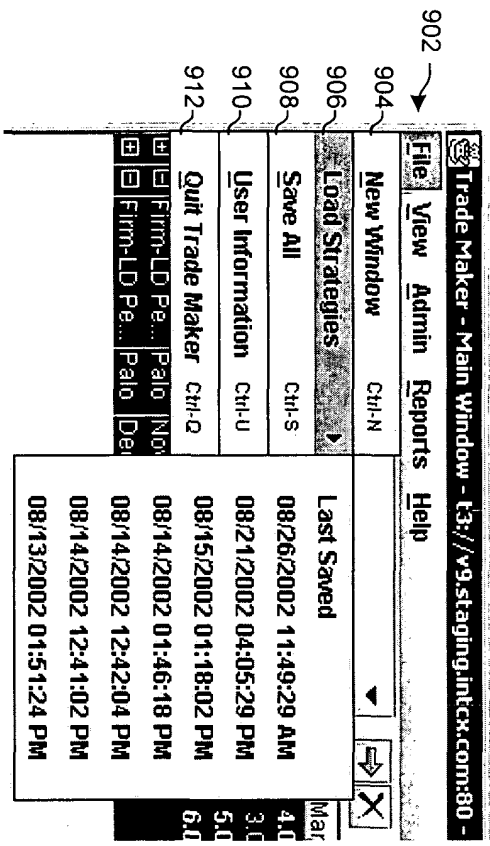 Trade Maker - Main Window - t3://v9.staging.intcx.com:80 -
File View Admin Reports Help
902
904 New Window Ctrl-N
906 Load Strategies
908 Save All Ctrl-S
910 User Information Ctrl-U
912 Quit Trade Maker Ctrl-Q
Last Saved
08/26/2002 11:49:29 AM
08/21/2002 04:05:29 PM
08/15/2002 01:18:02 PM
08/14/2002 01:46:18 PM
08/14/2002 12:42:04 PM
08/14/2002 12:41:02 PM
08/13/2002 01:51:24 PM
Firm-LD Pe... Palo Nov
Firm-LD Pe... Palo Dec
Mar
4.0
3.0
5.0
6.0